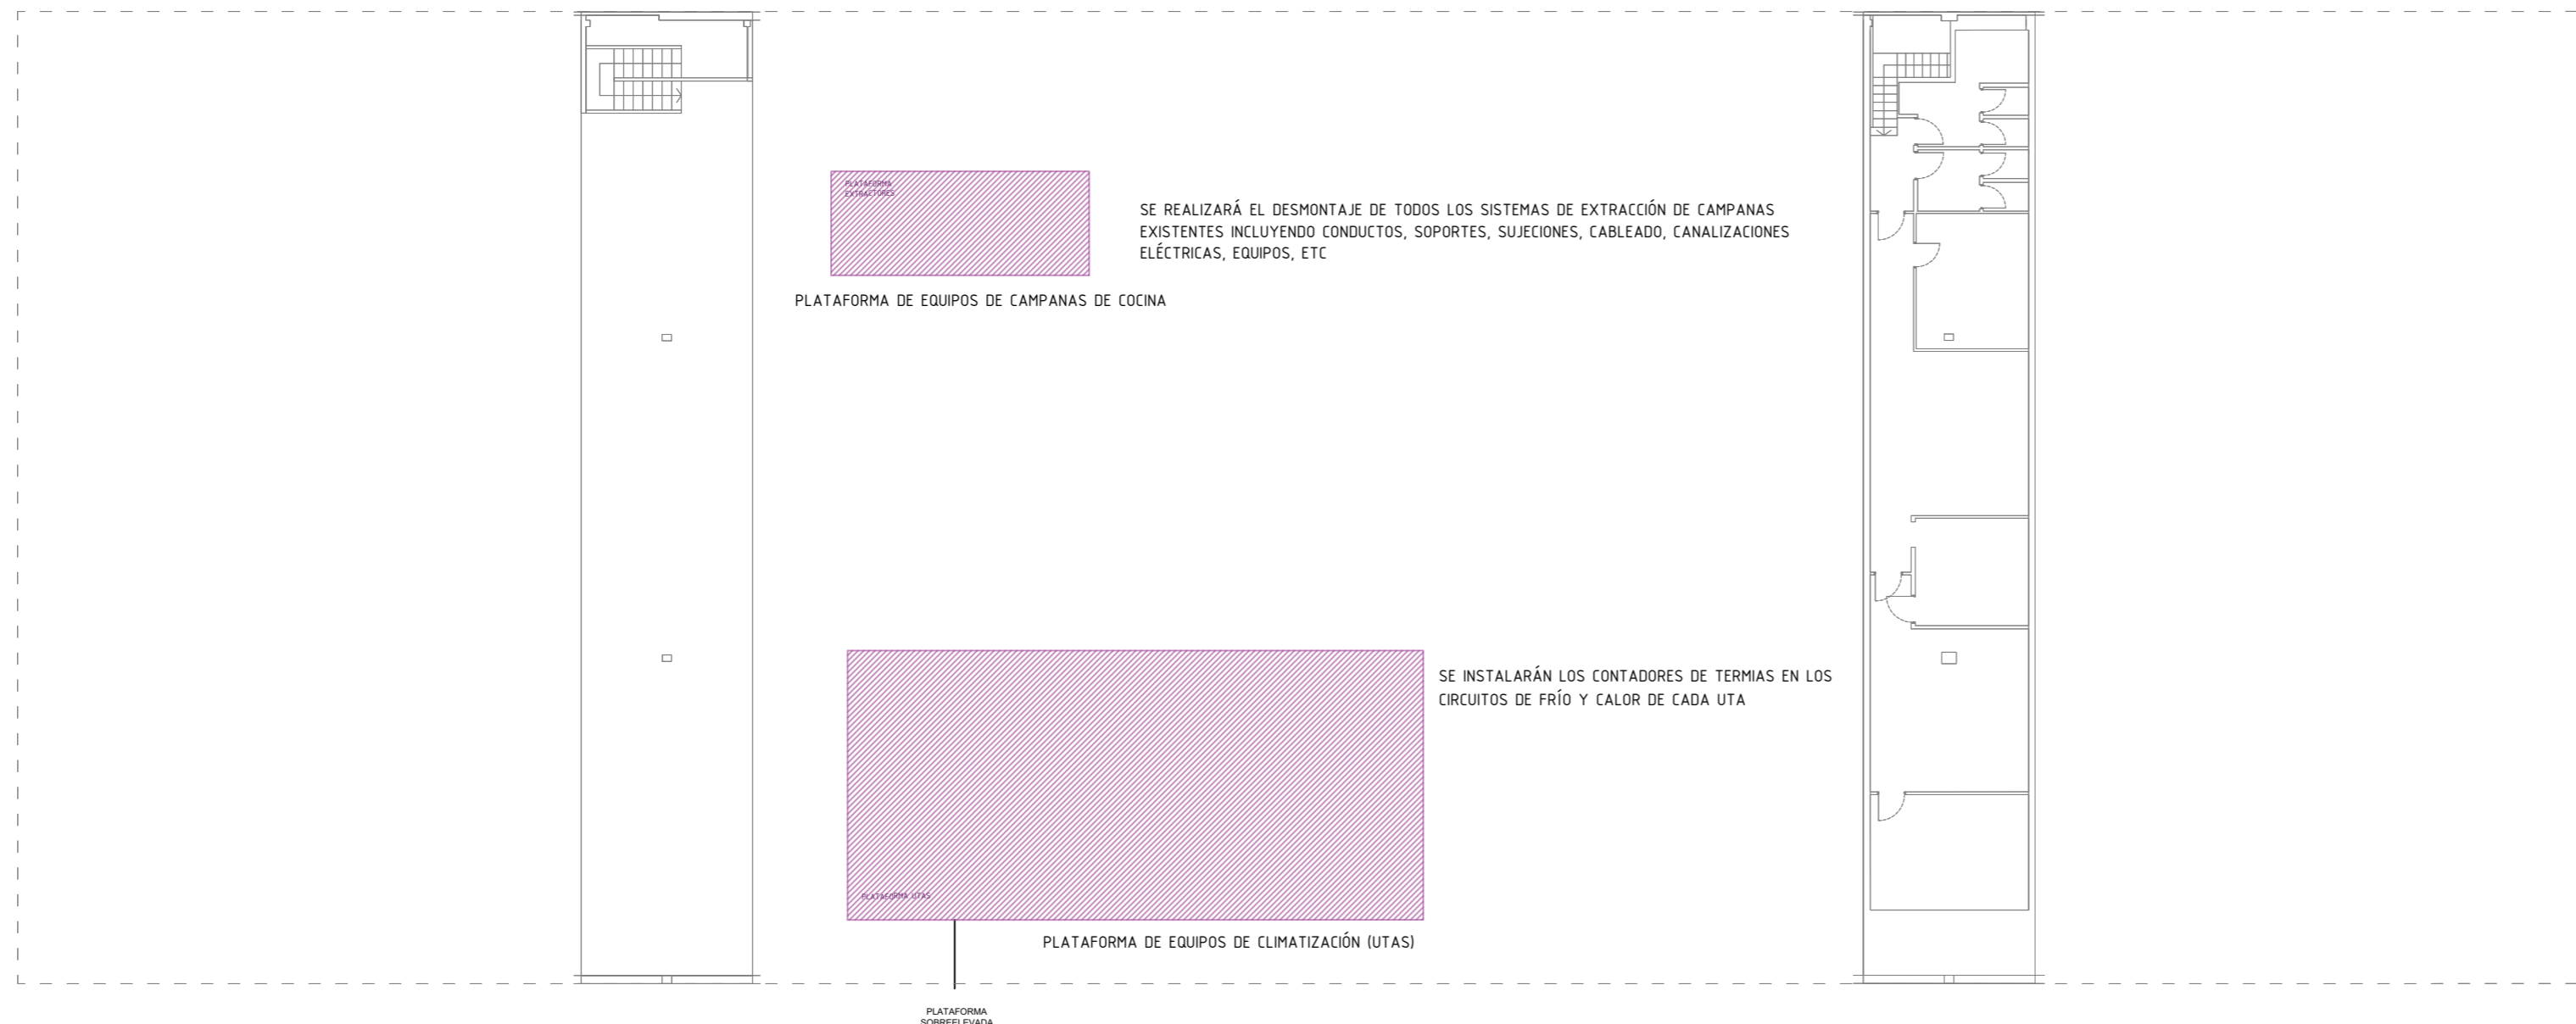 PLATAFORMA
EXTRACTORES
SE REALIZARÁ EL DESMONTAJE DE TODOS LOS SISTEMAS DE EXTRACCIÓN DE CAMPANAS
EXISTENTES INCLUYENDO CONDUCTOS, SOPORTES, SUJECIONES, CABLEADO, CANALIZACIONES
ELÉCTRICAS, EQUIPOS, ETC
PLATAFORMA DE EQUIPOS DE CAMPANAS DE COCINA
SE INSTALARÁN LOS CONTADORES DE TERMIAS EN LOS
CIRCUITOS DE FRÍO Y CALOR DE CADA UTA
PLATAFORMA UTAS
PLATAFORMA DE EQUIPOS DE CLIMATIZACIÓN (UTAS)
PLATAFORMA
SOBREELEVADA